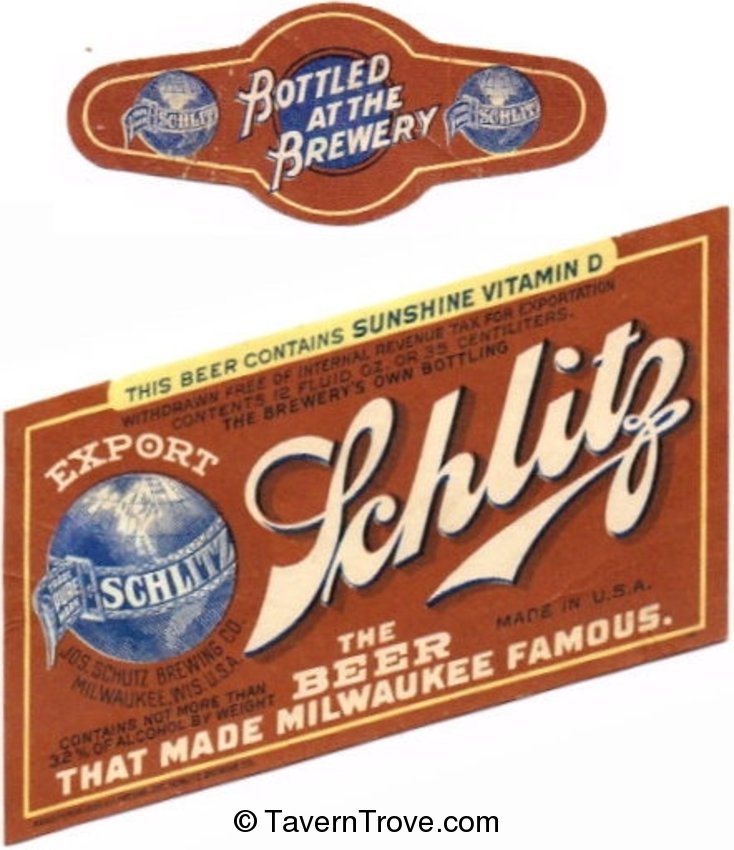 BOTTLED
AT THE
BREWERY
SCHLITZ
SCHLITZ
THIS BEER CONTAINS SUNSHINE VITAMIN D
WITHDRAWN FREE OF INTERNAL REVENUE TAX FOR EXPORTATION
CONTENTS 12 FLUID OZ. OR 35 CENTILITERS.
THE BREWERY'S OWN BOTTLING
EXPORT
Schlitz
SCHLITZ
JOS. SCHLITZ BREWING CO.
MILWAUKEE, WIS. U.S.A.
MADE IN U.S.A.
CONTAINS NOT MORE THAN
3.2% OF ALCOHOL BY WEIGHT
THE
BEER
THAT MADE MILWAUKEE FAMOUS.
© TavernTrove.com